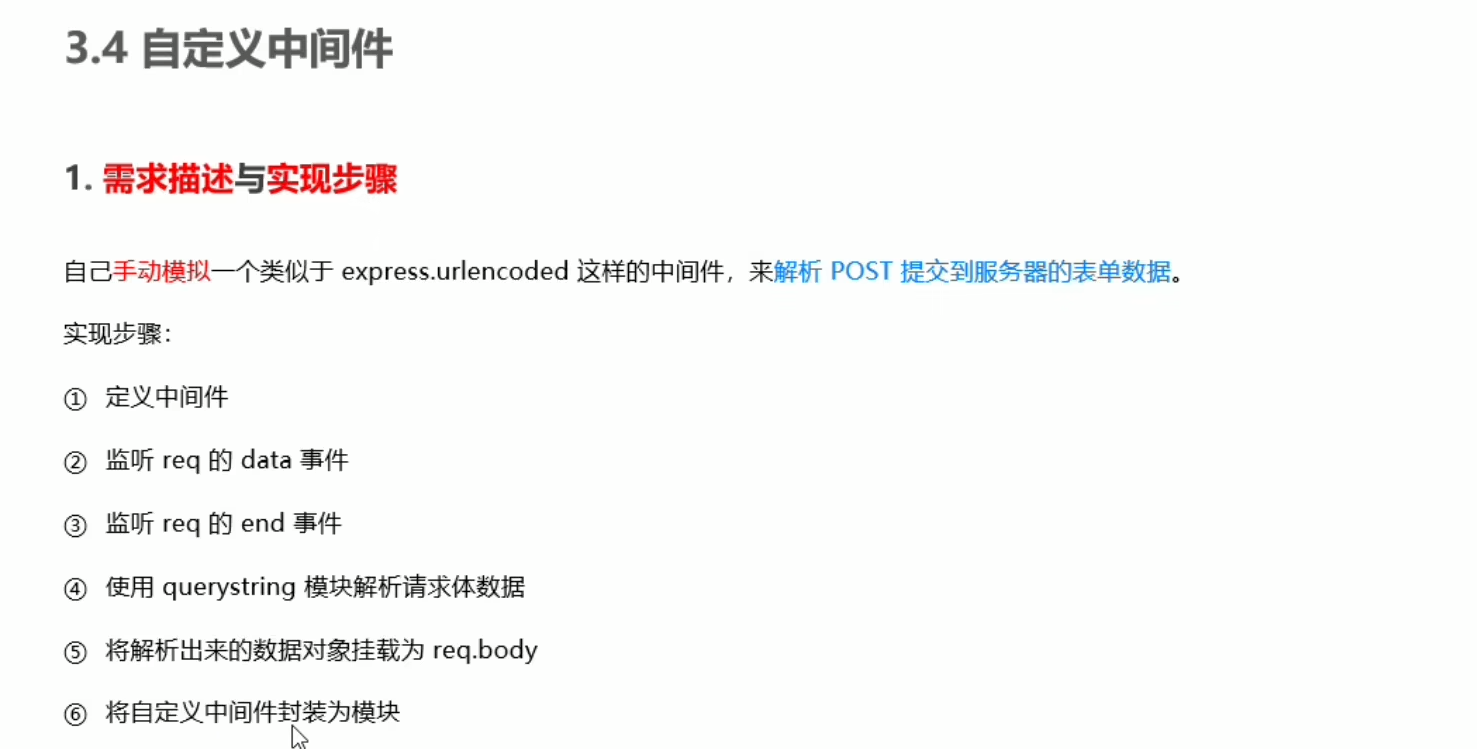 3.4 自定义中间件
1. 需求描述与实现步骤
自己手动模拟一个类似于 express.urlencoded 这样的中间件，来解析 POST 提交到服务器的表单数据。
实现步骤：
① 定义中间件
② 监听 req 的 data 事件
③ 监听 req 的 end 事件
④ 使用 querystring 模块解析请求体数据
⑤ 将解析出来的数据对象挂载为 req.body
⑥ 将自定义中间件封装为模块